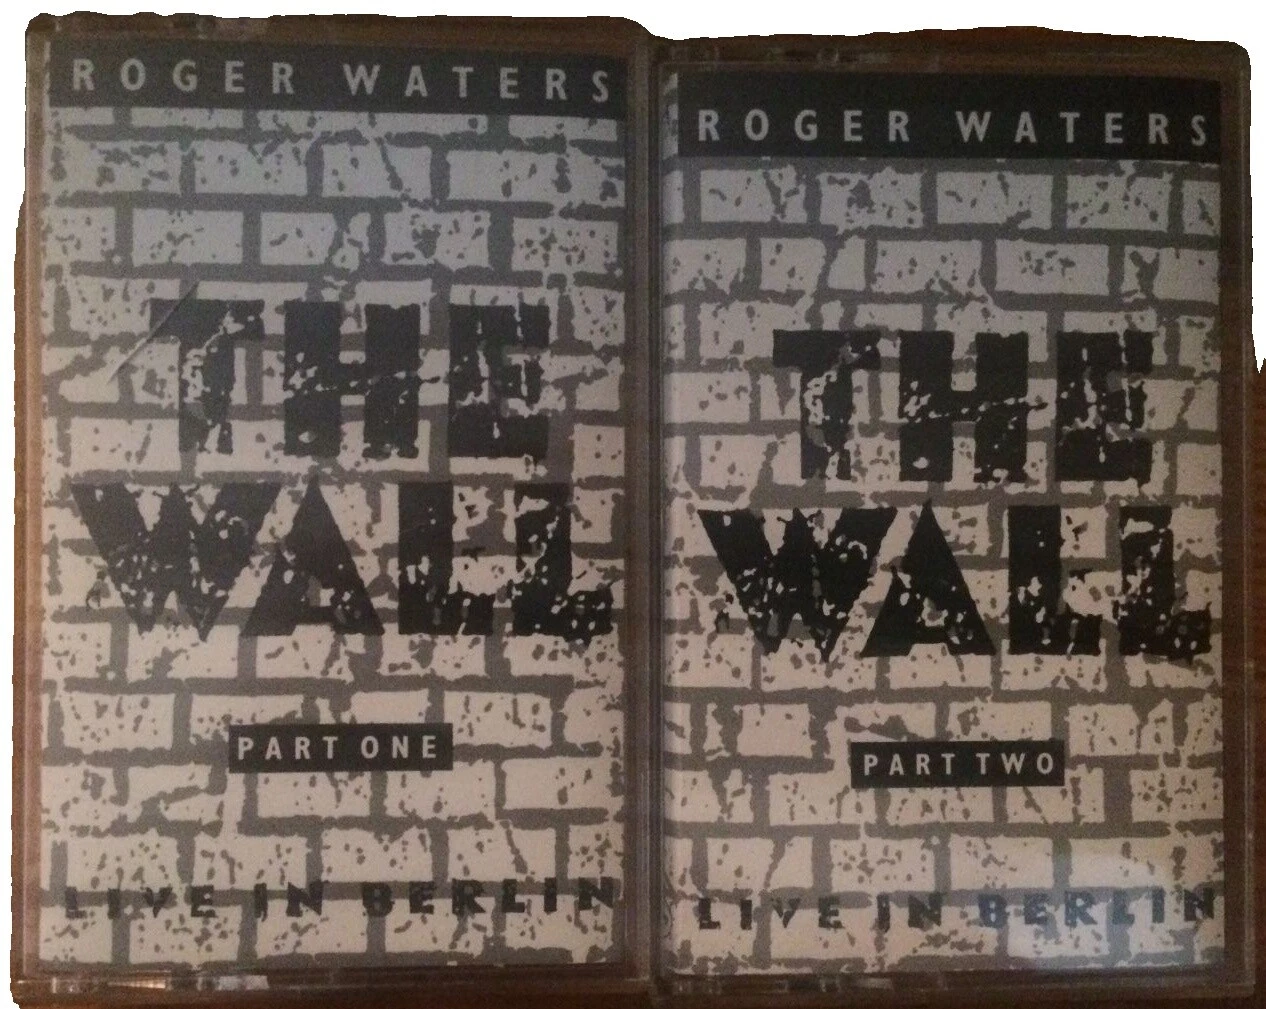 ROGER WATERS
THE
WALL
PART ONE
LIVE IN BERLIN
ROGER WATERS
THE
WALL
PART TWO
LIVE IN BERLIN